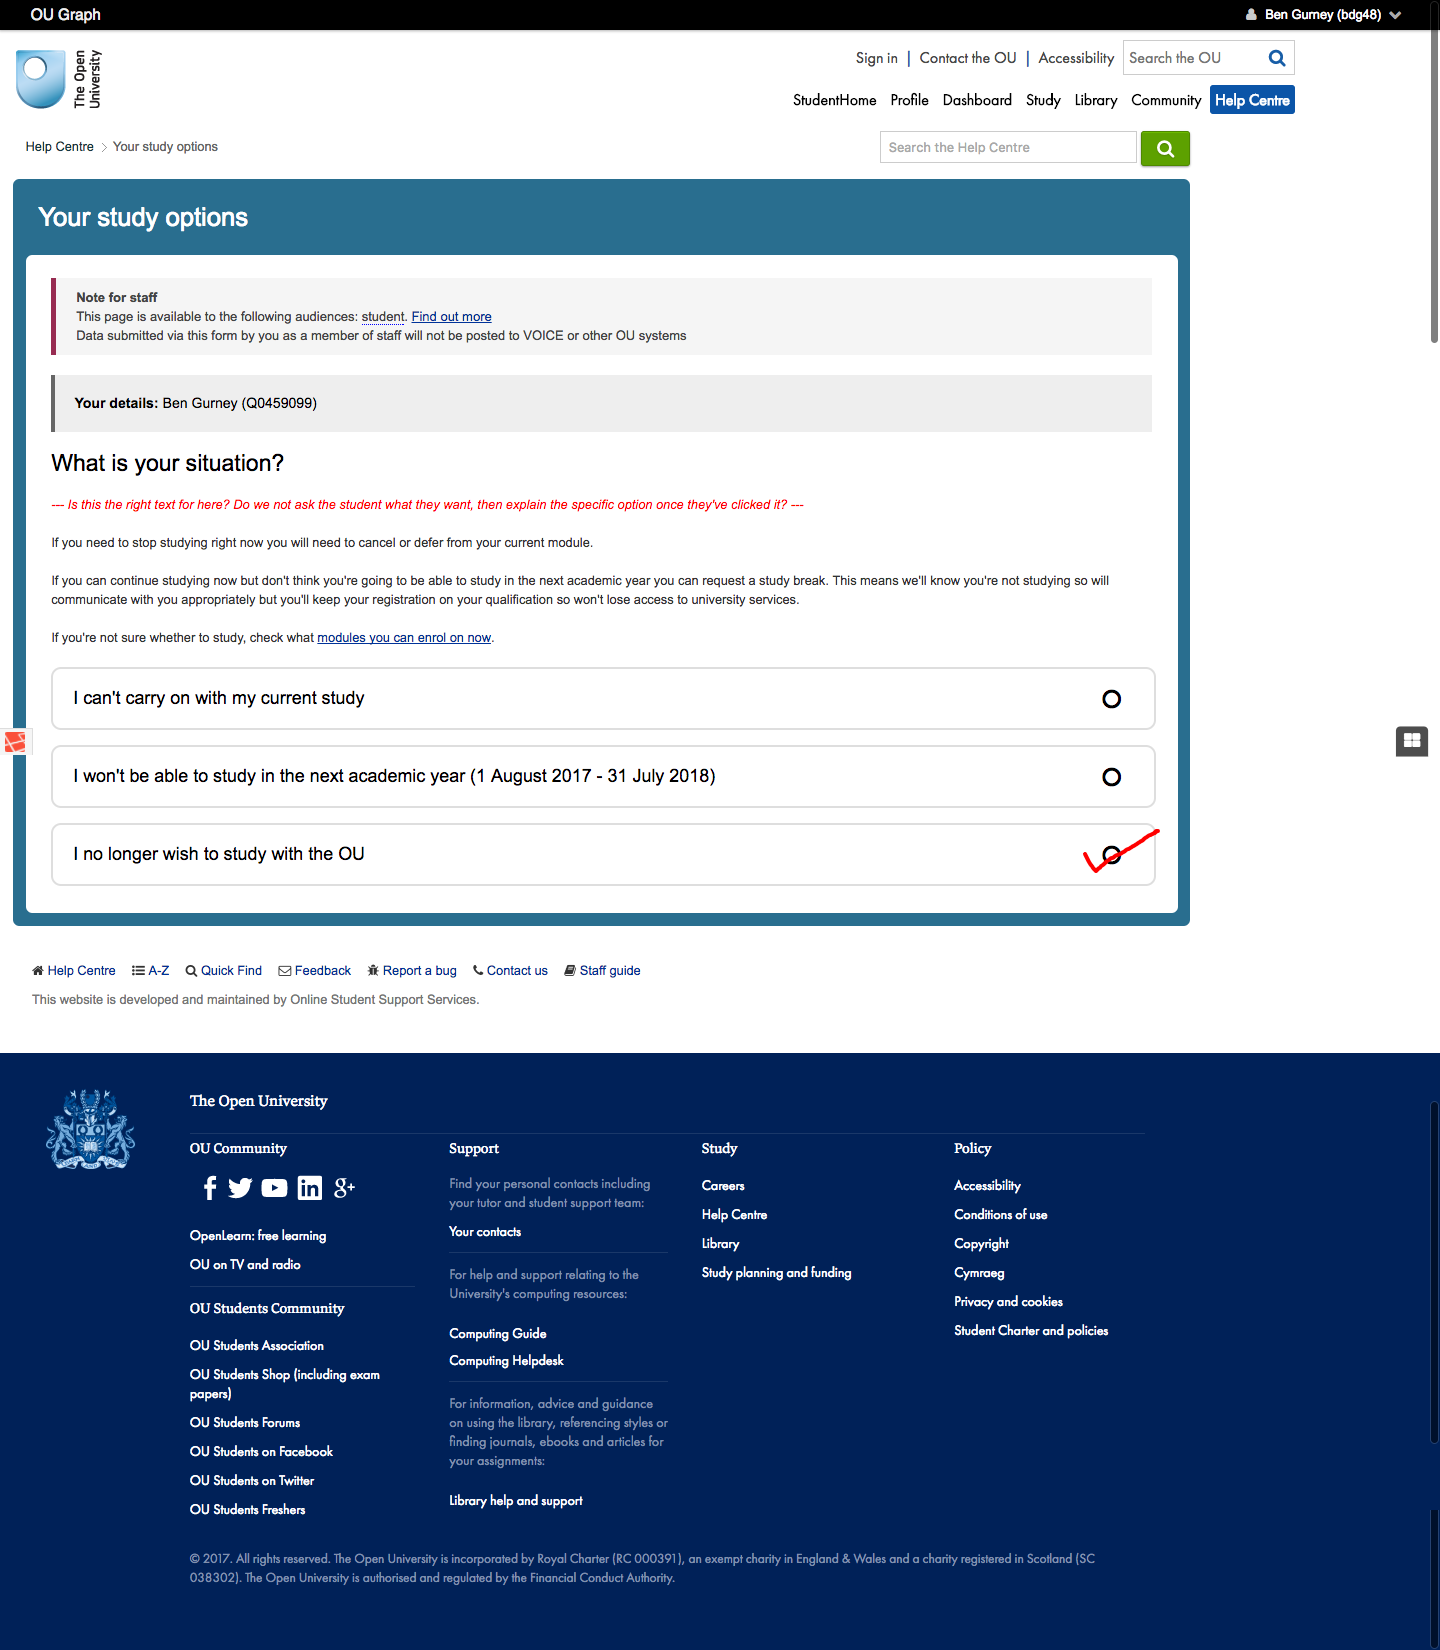 OU Graph
Ben Gurney (bdg48)
The Open
University
Sign in | Contact the OU | Accessibility
Search the OU
StudentHome Profile Dashboard Study Library Community Help Centre
Help Centre > Your study options
Search the Help Centre
Your study options
Note for staff
This page is available to the following audiences: student. Find out more
Data submitted via this form by you as a member of staff will not be posted to VOICE or other OU systems
Your details: Ben Gurney (Q0459099)
What is your situation?
--- Is this the right text for here? Do we not ask the student what they want, then explain the specific option once they've clicked it? ---
If you need to stop studying right now you will need to cancel or defer from your current module.
If you can continue studying now but don't think you're going to be able to study in the next academic year you can request a study break. This means we'll know you're not studying so will
communicate with you appropriately but you'll keep your registration on your qualification so won't lose access to university services.
If you're not sure whether to study, check what modules you can enrol on now.
I can't carry on with my current study
I won't be able to study in the next academic year (1 August 2017 - 31 July 2018)
I no longer wish to study with the OU
Help Centre A-Z Quick Find Feedback Report a bug Contact us Staff guide
This website is developed and maintained by Online Student Support Services.
The Open University
OU Community
OpenLearn: free learning
OU on TV and radio
OU Students Community
OU Students Association
OU Students Shop (including exam
papers)
OU Students Forums
OU Students on Facebook
OU Students on Twitter
OU Students Freshers
Support
Find your personal contacts including
your tutor and student support team:
Your contacts
For help and support relating to the
University's computing resources:
Computing Guide
Computing Helpdesk
For information, advice and guidance
on using the library, referencing styles or
finding journals, ebooks and articles for
your assignments:
Library help and support
Study
Careers
Help Centre
Library
Study planning and funding
Policy
Accessibility
Conditions of use
Copyright
Cymraeg
Privacy and cookies
Student Charter and policies
© 2017. All rights reserved. The Open University is incorporated by Royal Charter (RC 000391), an exempt charity in England & Wales and a charity registered in Scotland (SC
038302). The Open University is authorised and regulated by the Financial Conduct Authority.